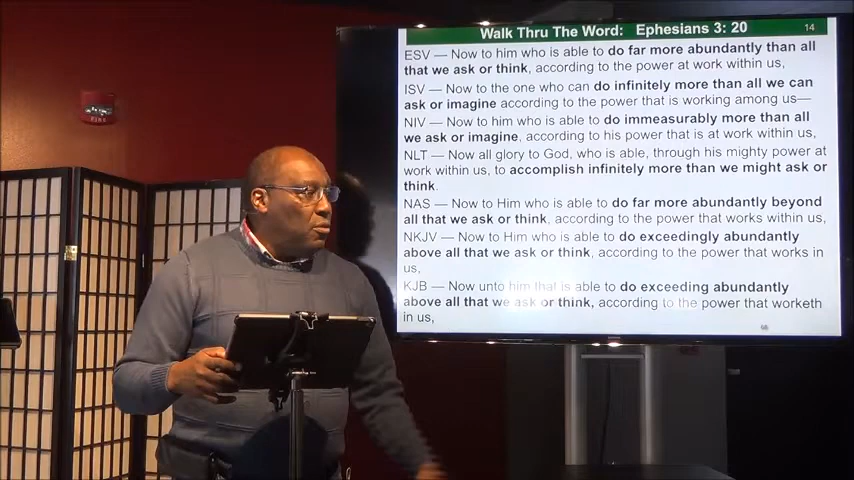 Walk Thru The Word: Ephesians 3: 20 14
ESV — Now to him who is able to do far more abundantly than all
that we ask or think, according to the power at work within us,
ISV — Now to the one who can do infinitely more than all we can
ask or imagine according to the power that is working among us—
NIV — Now to him who is able to do immeasurably more than all
we ask or imagine, according to his power that is at work within us,
NLT — Now all glory to God, who is able, through his mighty power at
work within us, to accomplish infinitely more than we might ask or
think.
NAS — Now to Him who is able to do far more abundantly beyond
all that we ask or think, according to the power that works within us,
NKJV — Now to Him who is able to do exceedingly abundantly
above all that we ask or think, according to the power that works in
us,
KJB — Now unto him that is able to do exceeding abundantly
above all that we ask or think, according to the power that worketh
in us,
FIRE